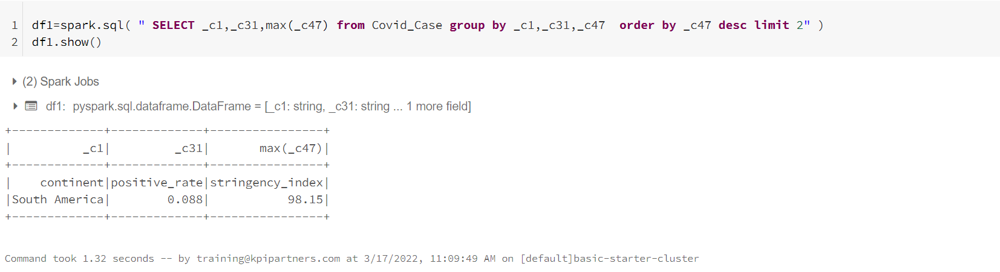 1 df1=spark.sql( " SELECT _c1,_c31,max(_c47) from Covid_Case group by _c1,_c31,_c47  order by _c47 desc limit 2" )
2 df1.show()
(2) Spark Jobs
df1: pyspark.sql.dataframe.DataFrame = [_c1: string, _c31: string ... 1 more field]
+-------------+-------------+----------------+
|          _c1|         _c31|       max(_c47)|
+-------------+-------------+----------------+
|    continent|positive_rate|stringency_index|
|South America|        0.088|           98.15|
+-------------+-------------+----------------+
Command took 1.32 seconds -- by training@kpipartners.com at 3/17/2022, 11:09:49 AM on [default]basic-starter-cluster